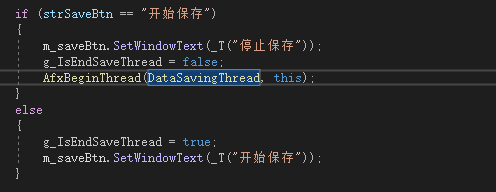 if (strSaveBtn == "开始保存")
{
m_saveBtn.SetWindowText(_T("停止保存"));
g_IsEndSaveThread = false;
AfxBeginThread(DataSavingThread, this);
}
else
{
g_IsEndSaveThread = true;
m_saveBtn.SetWindowText(_T("开始保存"));
}